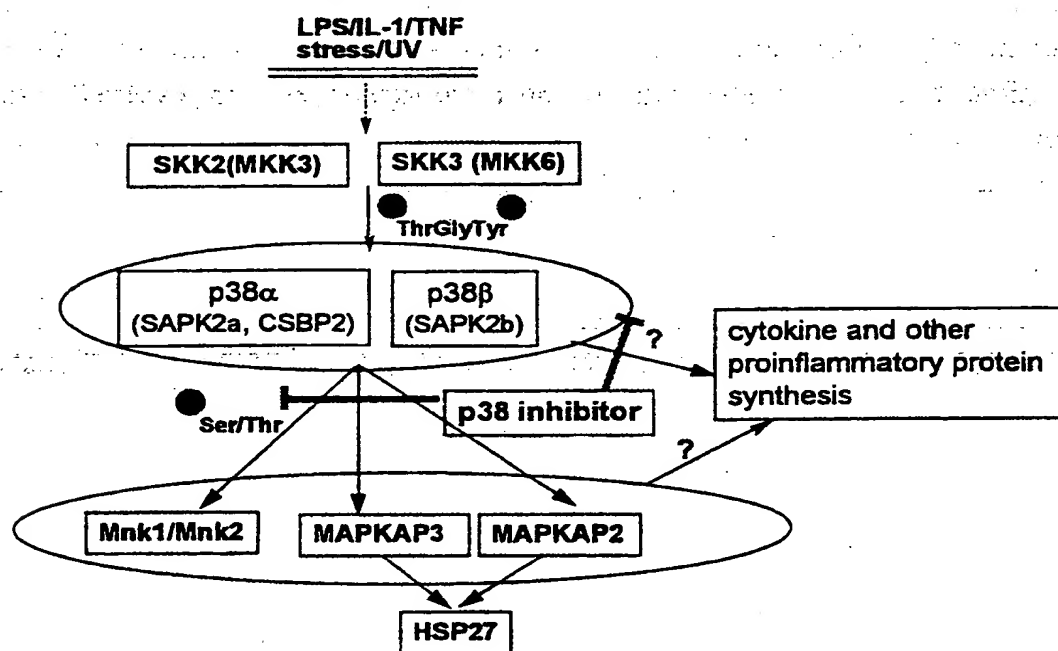 LPS/IL-1/TNF
stress/UV
SKK2(MKK3)
SKK3 (MKK6)
ThrGlyTyr
p38α
(SAPK2a, CSBP2)
p38β
(SAPK2b)
?
cytokine and other
proinflammatory protein
synthesis
Ser/Thr
p38 inhibitor
?
Mnk1/Mnk2
MAPKAP3
MAPKAP2
HSP27